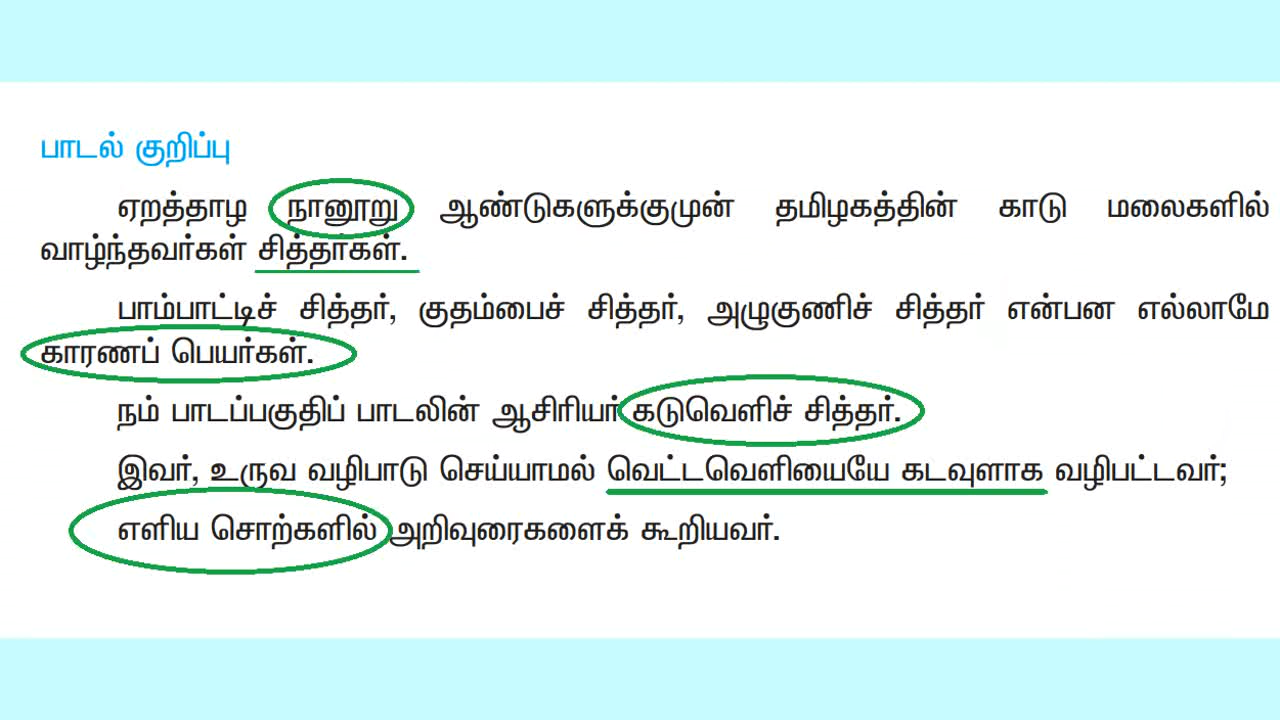 பாடல் குறிப்பு
ஏறத்தாழ நானூறு ஆண்டுகளுக்குமுன் தமிழகத்தின் காடு மலைகளில்
வாழ்ந்தவர்கள் சித்தர்கள்.
பாம்பாட்டிச் சித்தர், குதம்பைச் சித்தர், அழுகுணிச் சித்தர் என்பன எல்லாமே
காரணப் பெயர்கள்.
நம் பாடப்பகுதிப் பாடலின் ஆசிரியர் கடுவெளிச் சித்தர்.
இவர், உருவ வழிபாடு செய்யாமல் வெட்டவெளியையே கடவுளாக வழிபட்டவர்;
எளிய சொற்களில் அறிவுரைகளைக் கூறியவர்.